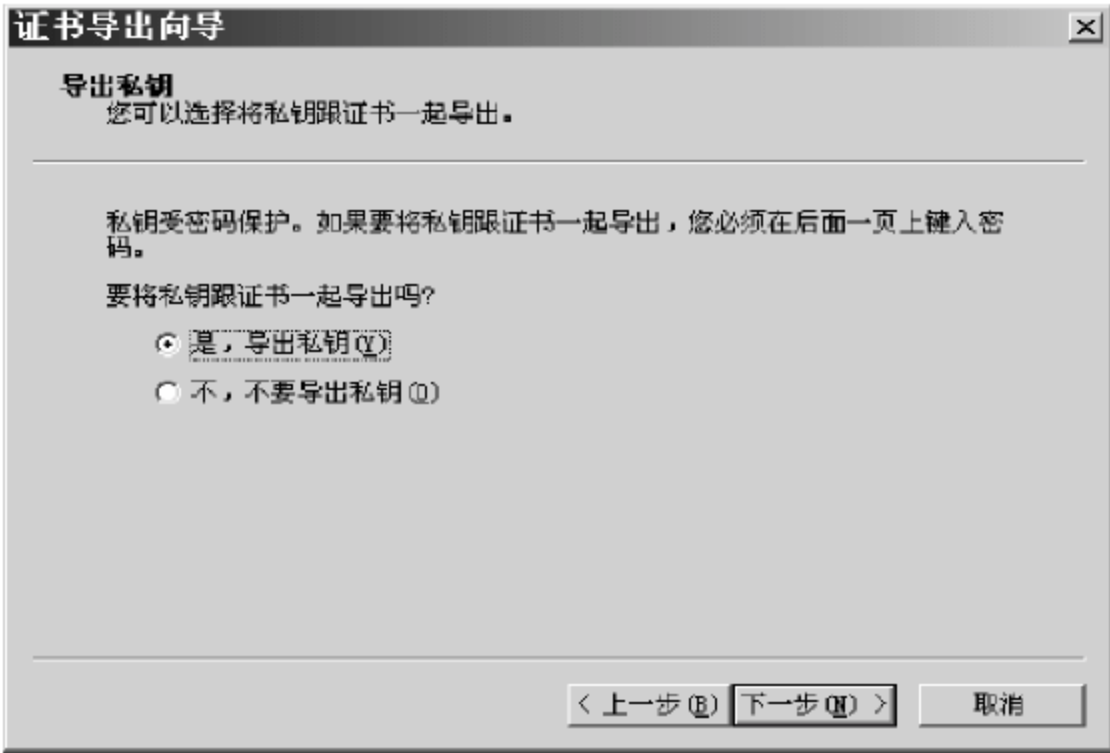 证书导出向导
导出私钥
您可以选择将私钥跟证书一起导出。
私钥受密码保护。如果要将私钥跟证书一起导出，您必须在后面一页上键入密
码。
要将私钥跟证书一起导出吗?
是，导出私钥(Y)
不，不要导出私钥(O)
< 上一步(B) 下一步(N) > 取消